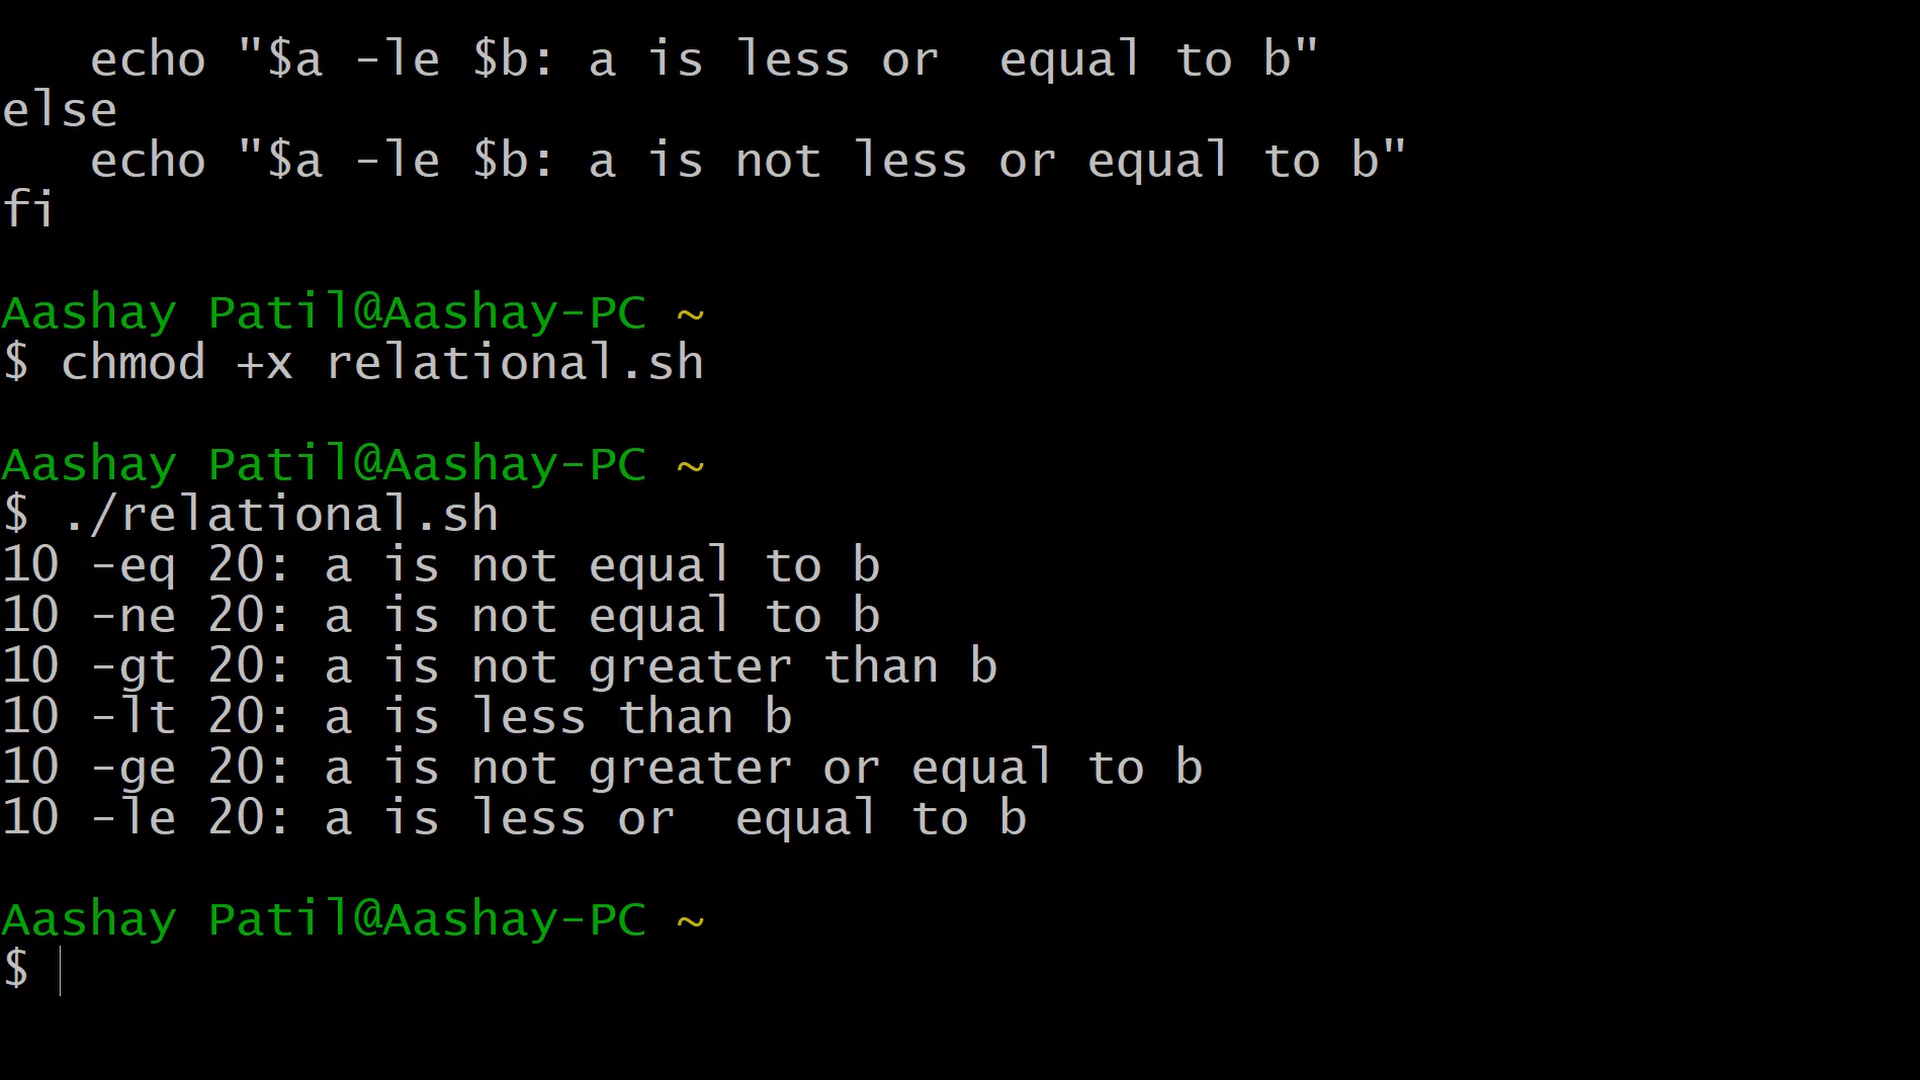 echo "$a -le $b: a is less or  equal to b"
else
echo "$a -le $b: a is not less or equal to b"
fi
Aashay Patil@Aashay-PC ~
$ chmod +x relational.sh
Aashay Patil@Aashay-PC ~
$ ./relational.sh
10 -eq 20: a is not equal to b
10 -ne 20: a is not equal to b
10 -gt 20: a is not greater than b
10 -lt 20: a is less than b
10 -ge 20: a is not greater or equal to b
10 -le 20: a is less or  equal to b
Aashay Patil@Aashay-PC ~
$